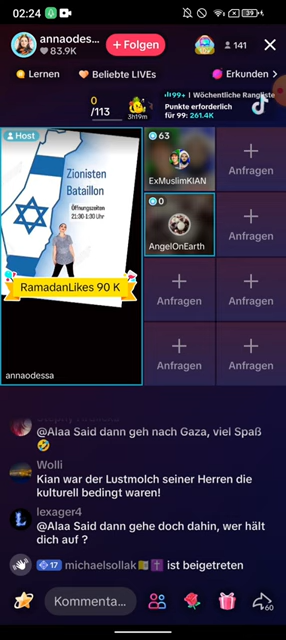 02:24
39
annaodes...
83.9K
+ Folgen
141
Lernen
Beliebte LIVEs
Erkunden
0
/113
3h19m
99+ | Wöchentliche Rangliste
Punkte erforderlich
für 99: 261.4K
Host
Zionisten
Bataillon
Öffnungszeiten
21:30-1:30 Uhr
RamadanLikes 90 K
annaodessa
63
ExMuslimKIAN
0
AngelOnEarth
Anfragen
Anfragen
Anfragen
Anfragen
Anfragen
Anfragen
Anfragen
Anfragen
@Alaa Said dann geh nach Gaza, viel Spaß
🤣
Wolli
Kian war der Lustmolch seiner Herren die
kulturell bedingt waren!
lexager4
@Alaa Said dann gehe doch dahin, wer hält
dich auf ?
17 michaelsollak ist beigetreten
Kommenta...
60